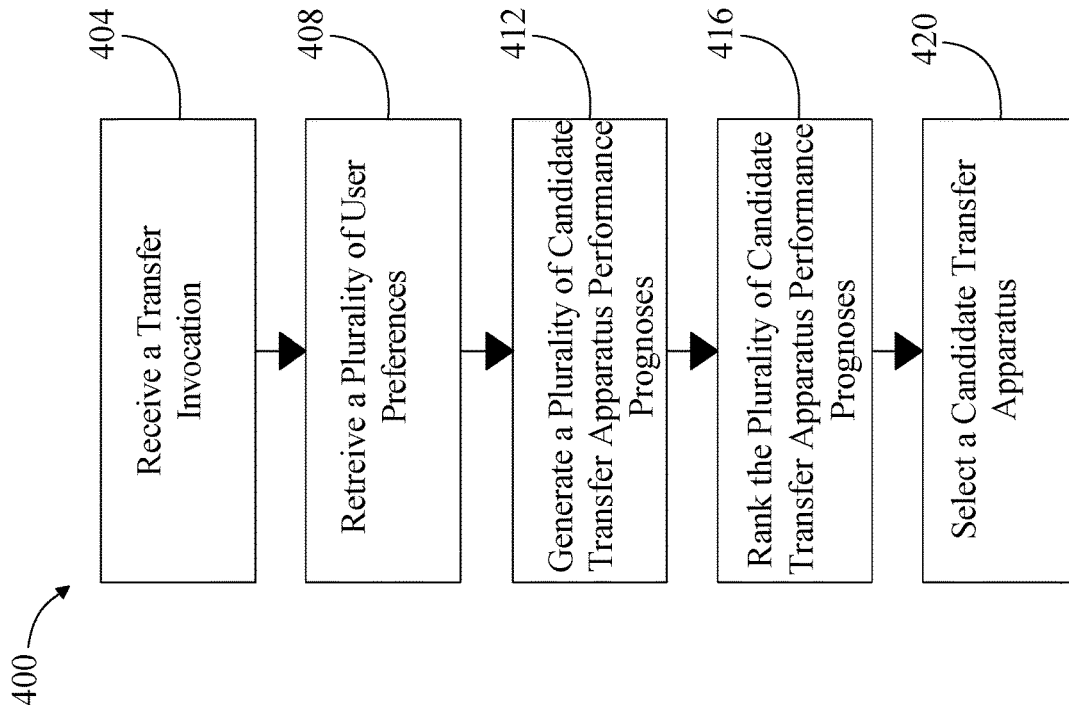 400
404
Receive a Transfer
Invocation
408
Retreive a Plurality of User
Preferences
412
Generate a Plurality of Candidate
Transfer Apparatus Performance
Prognoses
416
Rank the Plurality of Candidate
Transfer Apparatus Performance
Prognoses
420
Select a Candidate Transfer
Apparatus